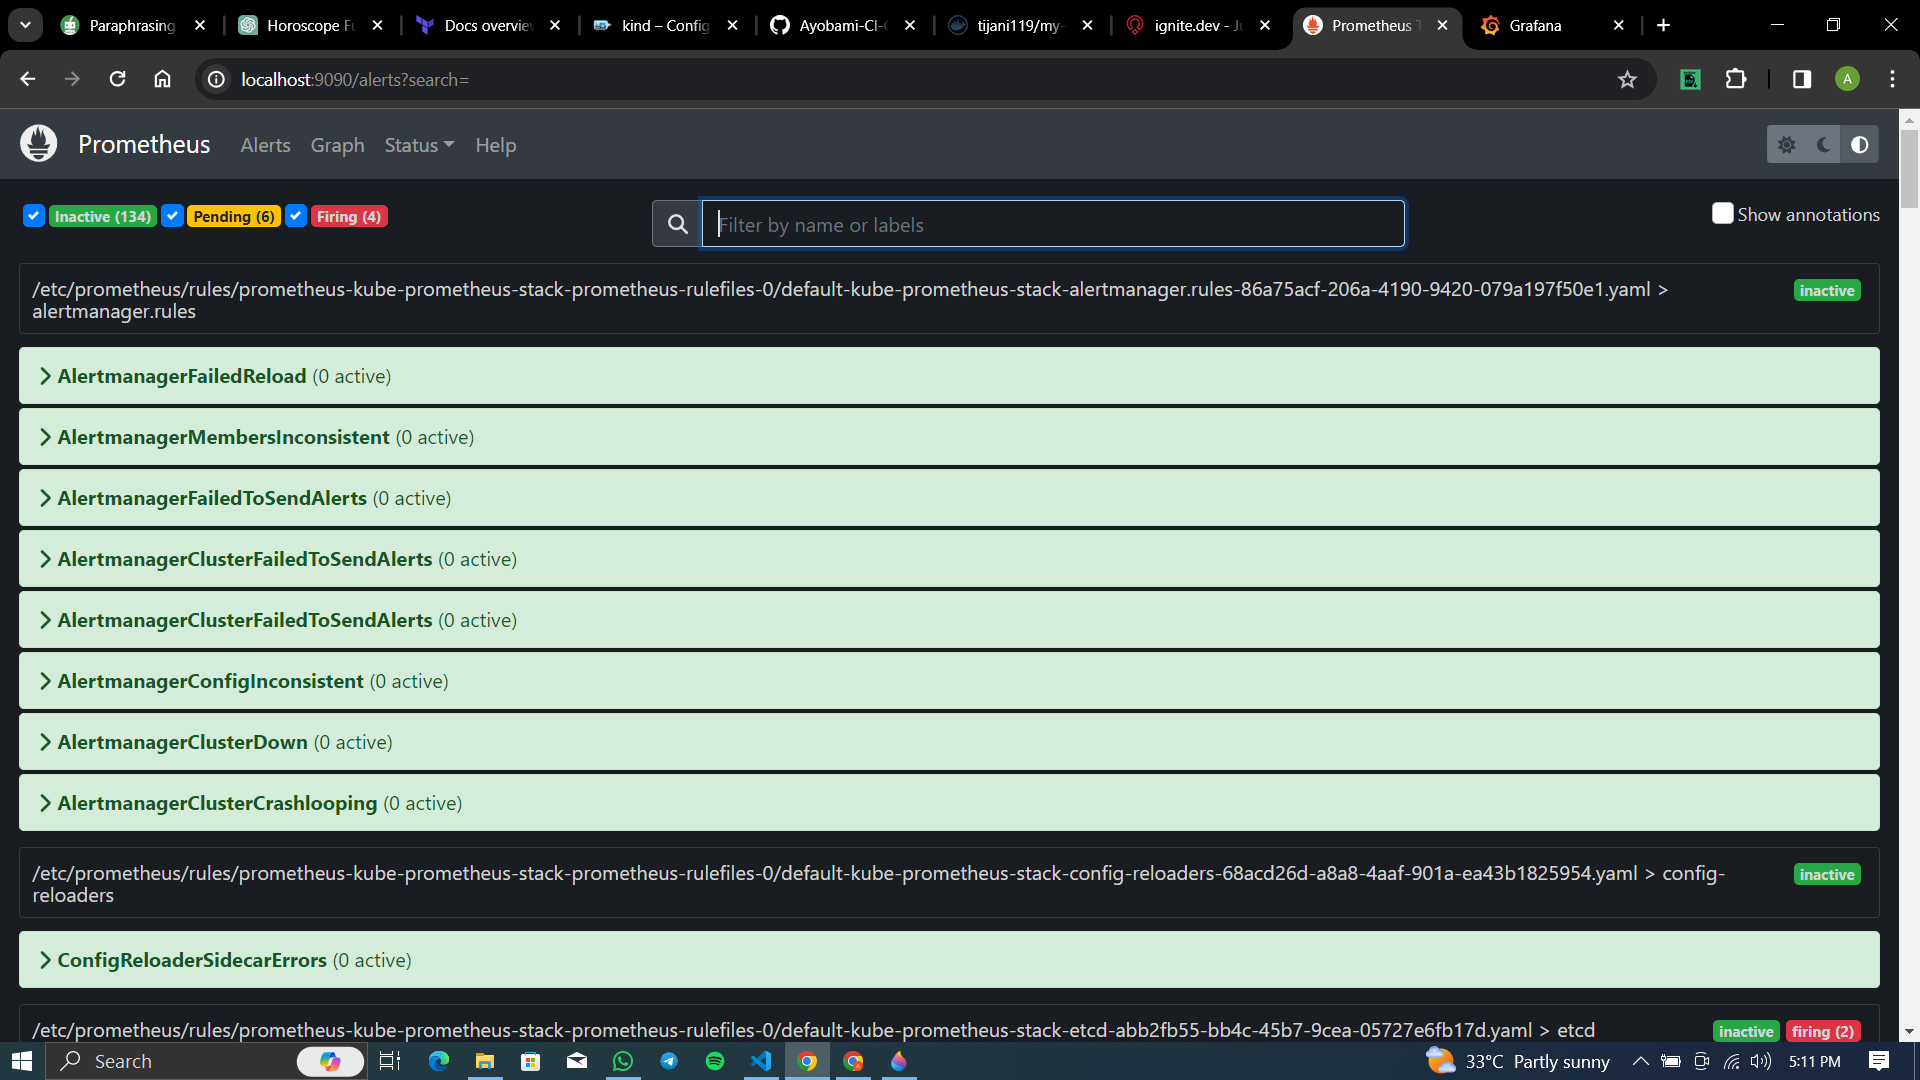 Paraphrasing
Horoscope Fu
Docs overview
kind – Config
Ayobami-CI-
tijani119/my-
ignite.dev - Ju
Prometheus T
Grafana
localhost:9090/alerts?search=
A
Prometheus
Alerts
Graph
Status
Help
Inactive (134)
Pending (6)
Firing (4)
Filter by name or labels
Show annotations
/etc/prometheus/rules/prometheus-kube-prometheus-stack-prometheus-rulefiles-0/default-kube-prometheus-stack-alertmanager.rules-86a75acf-206a-4190-9420-079a197f50e1.yaml >
alertmanager.rules
inactive
AlertmanagerFailedReload (0 active)
AlertmanagerMembersInconsistent (0 active)
AlertmanagerFailedToSendAlerts (0 active)
AlertmanagerClusterFailedToSendAlerts (0 active)
AlertmanagerClusterFailedToSendAlerts (0 active)
AlertmanagerConfigInconsistent (0 active)
AlertmanagerClusterDown (0 active)
AlertmanagerClusterCrashlooping (0 active)
/etc/prometheus/rules/prometheus-kube-prometheus-stack-prometheus-rulefiles-0/default-kube-prometheus-stack-config-reloaders-68acd26d-a8a8-4aaf-901a-ea43b1825954.yaml > config-
reloaders
inactive
ConfigReloaderSidecarErrors (0 active)
/etc/prometheus/rules/prometheus-kube-prometheus-stack-prometheus-rulefiles-0/default-kube-prometheus-stack-etcd-abb2fb55-bb4c-45b7-9cea-05727e6fb17d.yaml > etcd
inactive
firing (2)
Search
33°C Partly sunny
5:11 PM